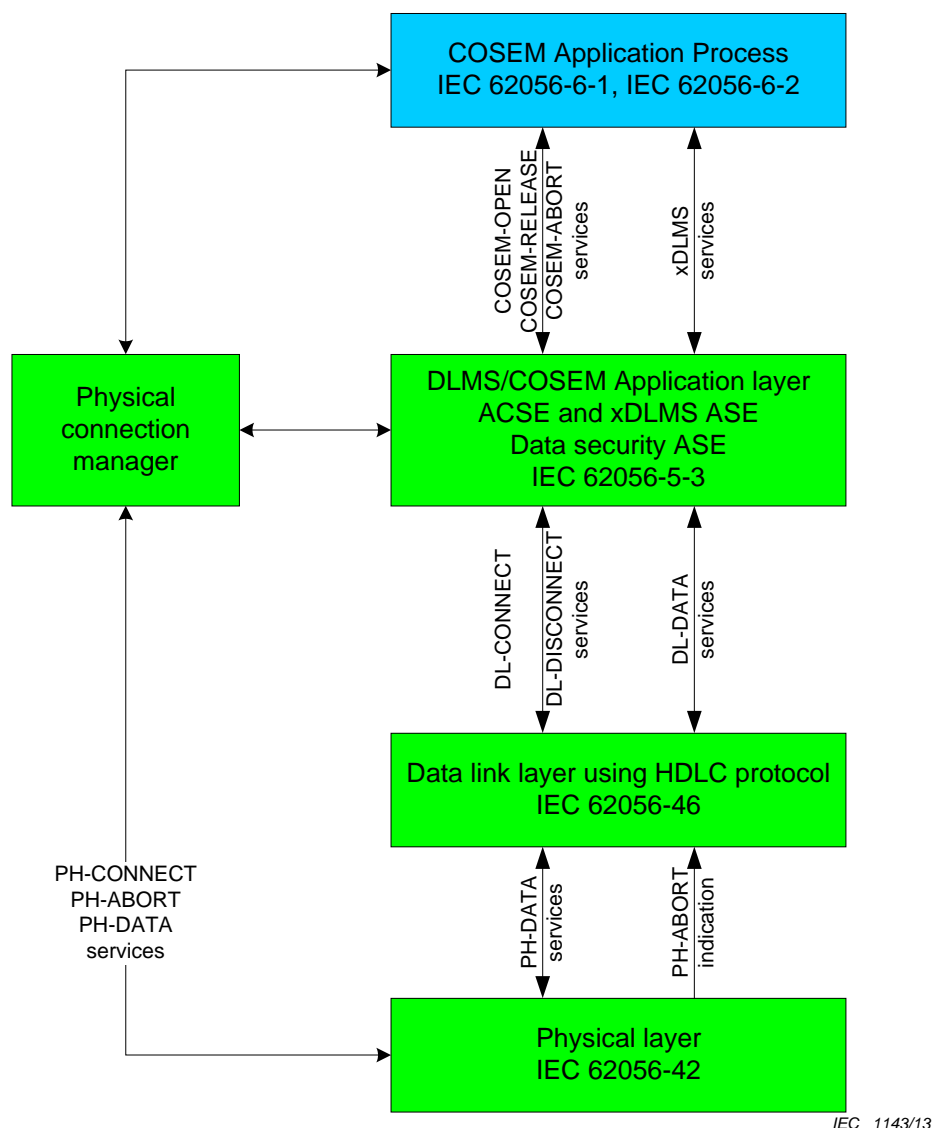 COSEM Application Process
IEC 62056-6-1, IEC 62056-6-2
COSEM-OPEN
COSEM-RELEASE
COSEM-ABORT
services
xDLMS
services
Physical
connection
manager
DLMS/COSEM Application layer
ACSE and xDLMS ASE
Data security ASE
IEC 62056-5-3
DL-CONNECT
DL-DISCONNECT
services
DL-DATA
services
Data link layer using HDLC protocol
IEC 62056-46
PH-CONNECT
PH-ABORT
PH-DATA
services
PH-DATA
services
PH-ABORT
indication
Physical layer
IEC 62056-42
IEC 1143/13